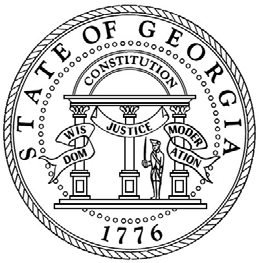 STATE OF GEORGIA
CONSTITUTION
WIS
DOM
JUSTICE
MODER
ATION
1776